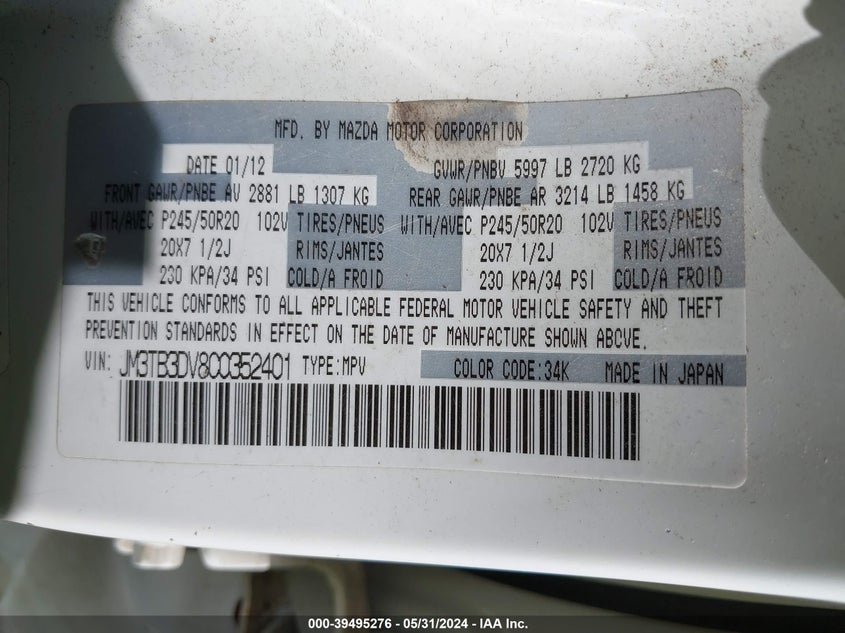 MFD. BY MAZDA MOTOR CORPORATION
DATE 01/12 GVWR/PNBV 5997 LB 2720 KG
FRONT GAWR/PNBE AV 2881 LB 1307 KG REAR GAWR/PNBE AR 3214 LB 1458 KG
WITH/AVEC P245/50R20 102V TIRES/PNEUS WITH/AVEC P245/50R20 102V TIRES/PNEUS
20X7 1/2J RIMS/JANTES 20X7 1/2J RIMS/JANTES
230 KPA/34 PSI COLD/A FROID 230 KPA/34 PSI COLD/A FROID
THIS VEHICLE CONFORMS TO ALL APPLICABLE FEDERAL MOTOR VEHICLE SAFETY AND THEFT
PREVENTION STANDARDS IN EFFECT ON THE DATE OF MANUFACTURE SHOWN ABOVE.
VIN: JM3TB3DV8C0352401 TYPE:MPV COLOR CODE:34K MADE IN JAPAN
000-39495276 - 05/31/2024 - IAA Inc.